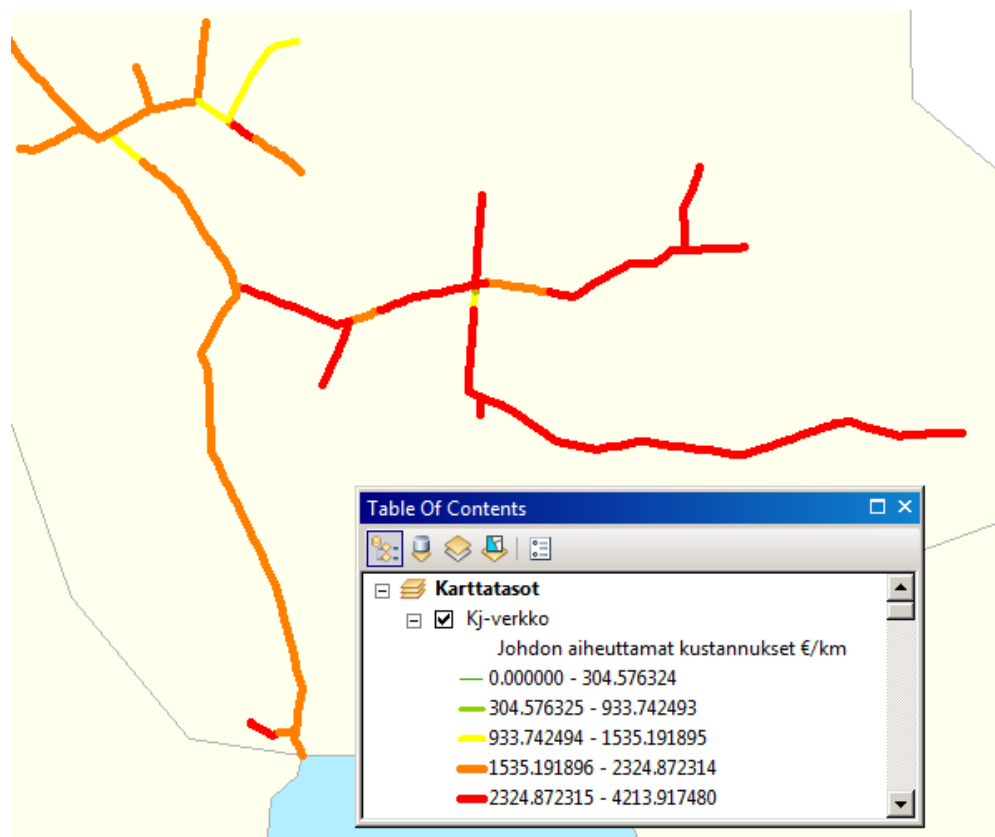 Table Of Contents
Karttatasot
Kj-verkko
Johdon aiheuttamat kustannukset €/km
0.000000 - 304.576324
304.576325 - 933.742493
933.742494 - 1535.191895
1535.191896 - 2324.872314
2324.872315 - 4213.917480